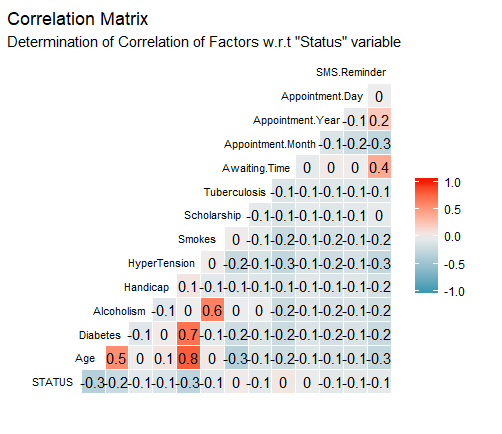 Correlation Matrix
Determination of Correlation of Factors w.r.t "Status" variable
SMS.Reminder
Appointment.Day 0
Appointment.Year -0.1 0.2
Appointment.Month -0.1 -0.2 -0.3
Awaiting.Time 0 0 0 0.4
Tuberculosis -0.1 -0.1 -0.1 -0.1 -0.1
Scholarship -0.1 -0.1 -0.1 -0.1 -0.1 0
Smokes 0 -0.1 -0.2 -0.1 -0.2 -0.1 -0.2
HyperTension 0 -0.2 -0.1 -0.3 -0.1 -0.2 -0.1 -0.3
Handicap 0.1 -0.1 -0.1 -0.1 -0.1 -0.1 -0.1 -0.1 -0.2
Alcoholism -0.1 0 0.6 0 0 -0.2 -0.1 -0.2 -0.1 -0.2
Diabetes -0.1 0 0.7 -0.1 -0.2 -0.1 -0.2 -0.1 -0.2 -0.1 -0.2
Age 0.5 0 0.1 0.8 0 -0.3 -0.1 -0.2 -0.1 -0.1 -0.1 -0.3
STATUS -0.3 -0.2 -0.1 -0.1 -0.3 -0.1 0 -0.1 0 0 -0.1 -0.1 -0.1
1.0
0.5
0.0
-0.5
-1.0